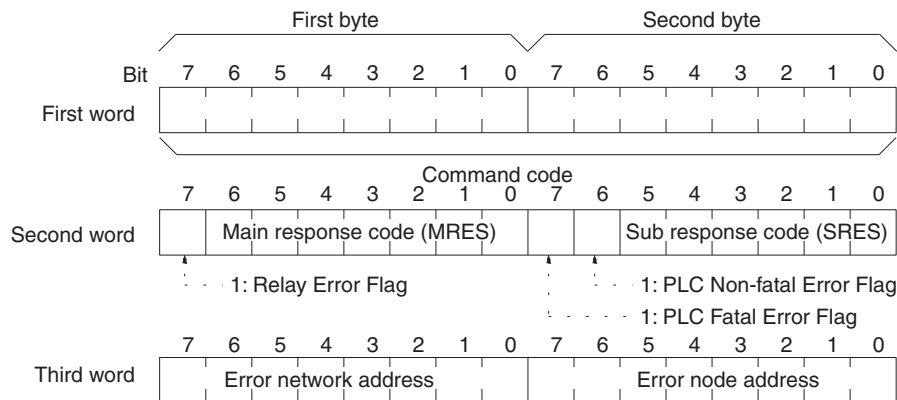 First byte Second byte
Bit 7 6 5 4 3 2 1 0 7 6 5 4 3 2 1 0
First word
Command code
7 6 5 4 3 2 1 0 7 6 5 4 3 2 1 0
Second word Main response code (MRES) Sub response code (SRES)
1: Relay Error Flag 1: PLC Non-fatal Error Flag
1: PLC Fatal Error Flag
7 6 5 4 3 2 1 0 7 6 5 4 3 2 1 0
Third word Error network address Error node address